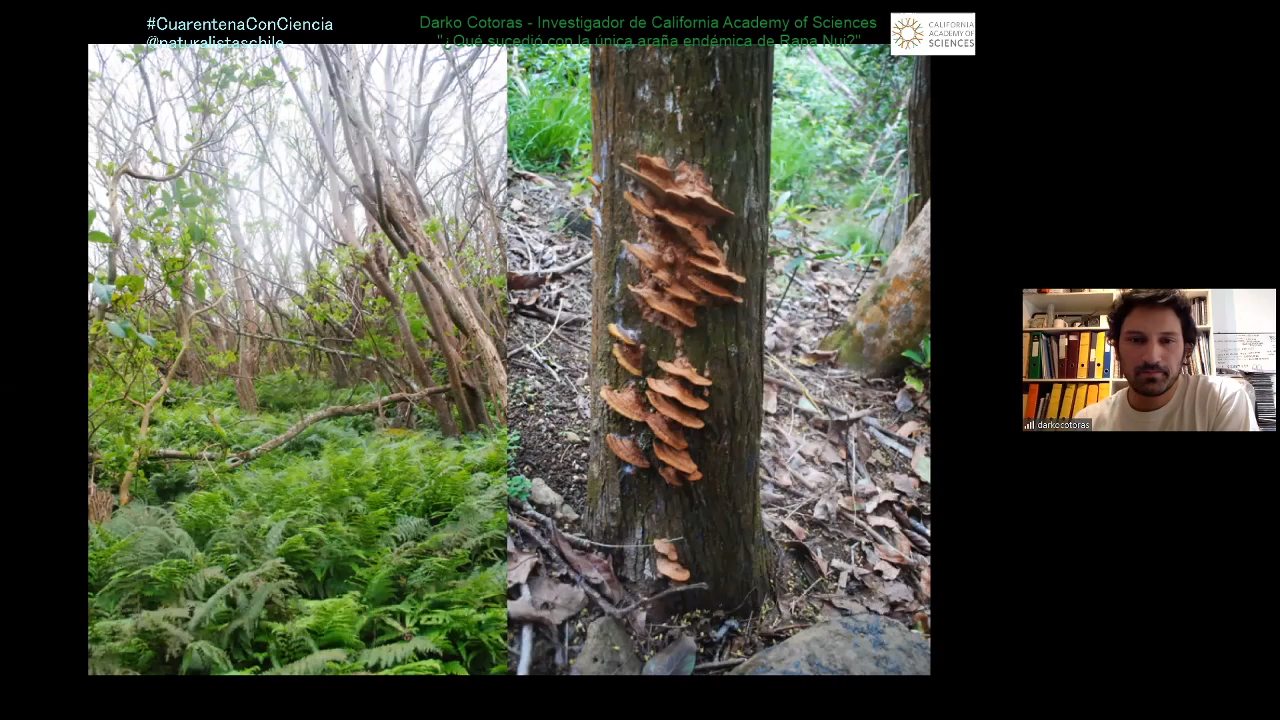 #CuarentenaConCiencia
@naturalistaschile
Darko Cotoras - Investigador de California Academy of Sciences
"¿Qué sucedió con la única araña endémica de Rapa Nui?"
CALIFORNIA
ACADEMY OF
SCIENCES
darkocotoras